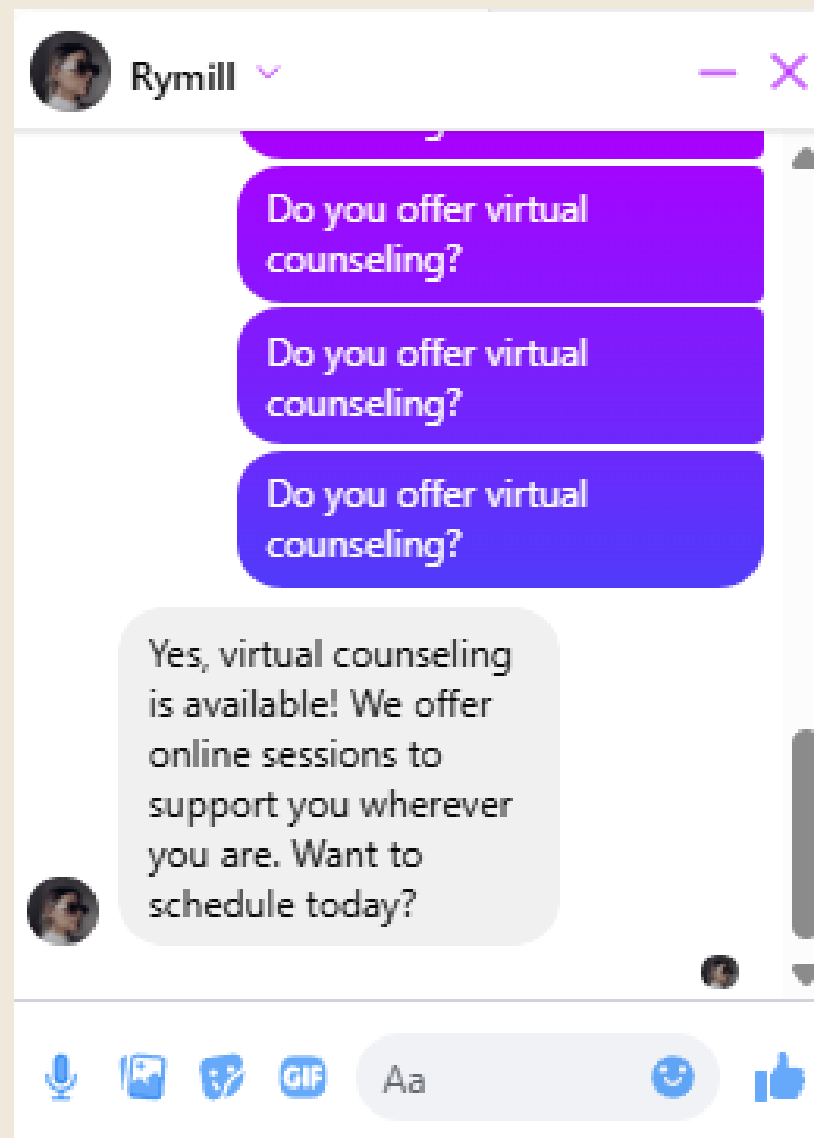 Rymill
Do you offer virtual
counseling?
Do you offer virtual
counseling?
Do you offer virtual
counseling?
Yes, virtual counseling
is available! We offer
online sessions to
support you wherever
you are. Want to
schedule today?
GIF
Aa